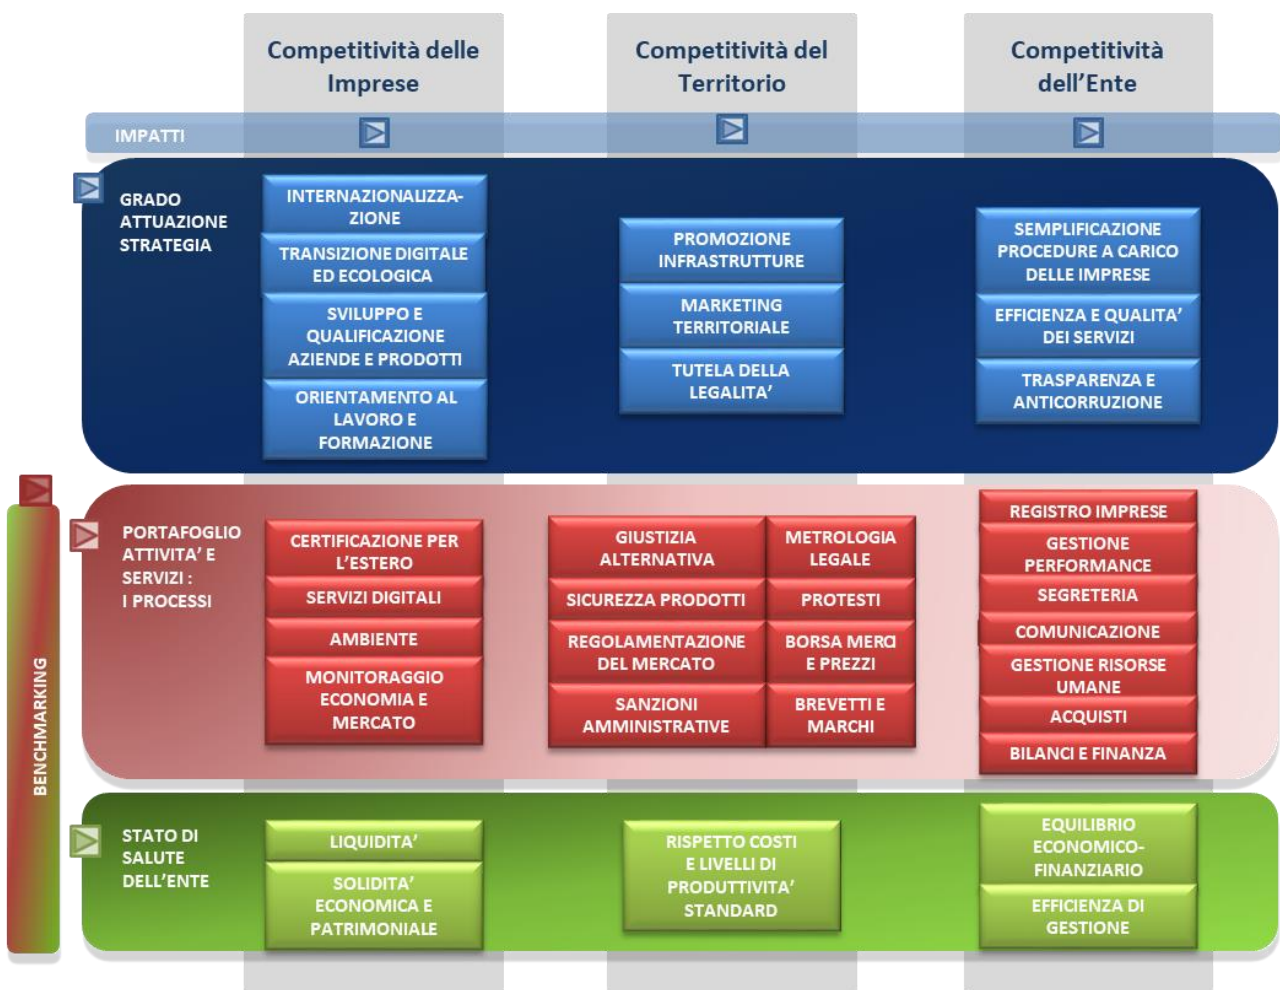 Competitività delle
Imprese
Competitività del
Territorio
Competitività
dell’Ente
IMPATTI
GRADO
ATTUAZIONE
STRATEGIA
INTERNAZIONALIZZA-
ZIONE
TRANSIZIONE DIGITALE
ED ECOLOGICA
SVILUPPO E
QUALIFICAZIONE
AZIENDE E PRODOTTI
ORIENTAMENTO AL
LAVORO E
FORMAZIONE
PROMOZIONE
INFRASTRUTTURE
MARKETING
TERRITORIALE
TUTELA DELLA
LEGALITA’
SEMPLIFICAZIONE
PROCEDURE A CARICO
DELLE IMPRESE
EFFICIENZA E QUALITA’
DEI SERVIZI
TRASPARENZA E
ANTICORRUZIONE
BENCHMARKING
PORTAFOGLIO
ATTIVITA’ E
SERVIZI :
I PROCESSI
CERTIFICAZIONE PER
L’ESTERO
SERVIZI DIGITALI
AMBIENTE
MONITORAGGIO
ECONOMIA E
MERCATO
GIUSTIZIA
ALTERNATIVA
SICUREZZA PRODOTTI
REGOLAMENTAZIONE
DEL MERCATO
SANZIONI
AMMINISTRATIVE
METROLOGIA
LEGALE
PROTESTI
BORSA MERCI
E PREZZI
BREVETTI E
MARCHI
REGISTRO IMPRESE
GESTIONE
PERFORMANCE
SEGRETERIA
COMUNICAZIONE
GESTIONE RISORSE
UMANE
ACQUISTI
BILANCI E FINANZA
STATO DI
SALUTE
DELL’ENTE
LIQUIDITA’
SOLIDITA’
ECONOMICA E
PATRIMONIALE
RISPETTO COSTI
E LIVELLI DI
PRODUTTIVITA’
STANDARD
EQUILIBRIO
ECONOMICO-
FINANZIARIO
EFFICIENZA DI
GESTIONE